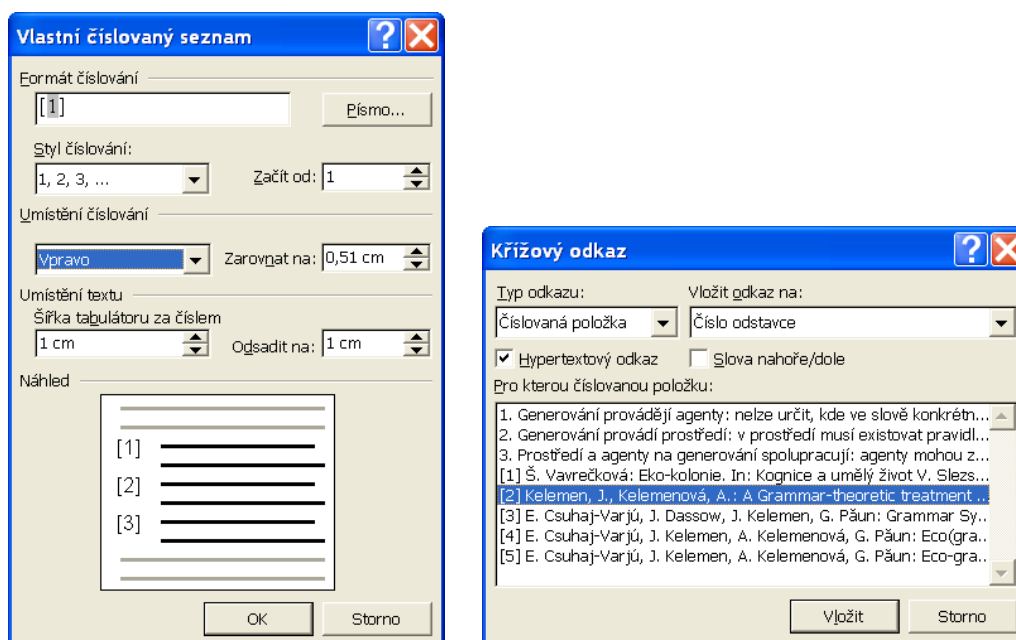 Vlastní číslovaný seznam
Formát číslování
[1]
Písmo...
Styl číslování:
1, 2, 3, ...
Začít od: 1
Umístění číslování
Vpravo
Zarovnat na: 0,51 cm
Umístění textu
Šířka tabulátoru za číslem
1 cm
Odsadit na: 1 cm
Náhled
[1]
[2]
[3]
OK
Storno
Křížový odkaz
Typ odkazu:
Vložit odkaz na:
Číslovaná položka
Číslo odstavce
Hypertextový odkaz
Slova nahoře/dole
Pro kterou číslovanou položku:
1. Generování provádějí agenty: nelze určit, kde ve slově konkrétn...
2. Generování provádí prostředí: v prostředí musí existovat pravidl...
3. Prostředí a agenty na generování spolupracují: agenty mohou z...
[1] Š. Vavrečková: Eko-kolonie. In: Kognice a umělý život V. Slezs...
[2] Kelemen, J., Kelemenová, A.: A Grammar-theoretic treatment ...
[3] E. Csuhaj-Varjú, J. Dassow, J. Kelemen, G. Păun: Grammar Sy...
[4] E. Csuhaj-Varjú, J. Kelemen, A. Kelemenová, G. Păun: Eco(gra...
[5] E. Csuhaj-Varjú, J. Kelemen, A. Kelemenová, G. Păun: Eco-gra...
Vložit
Storno